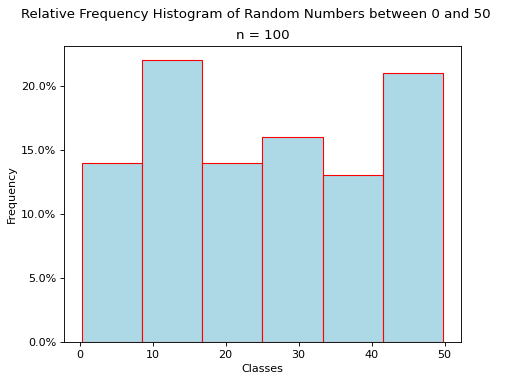 Relative Frequency Histogram of Random Numbers between 0 and 50
n = 100
20.0%
15.0%
10.0%
5.0%
0.0%
Frequency
0 10 20 30 40 50
Classes